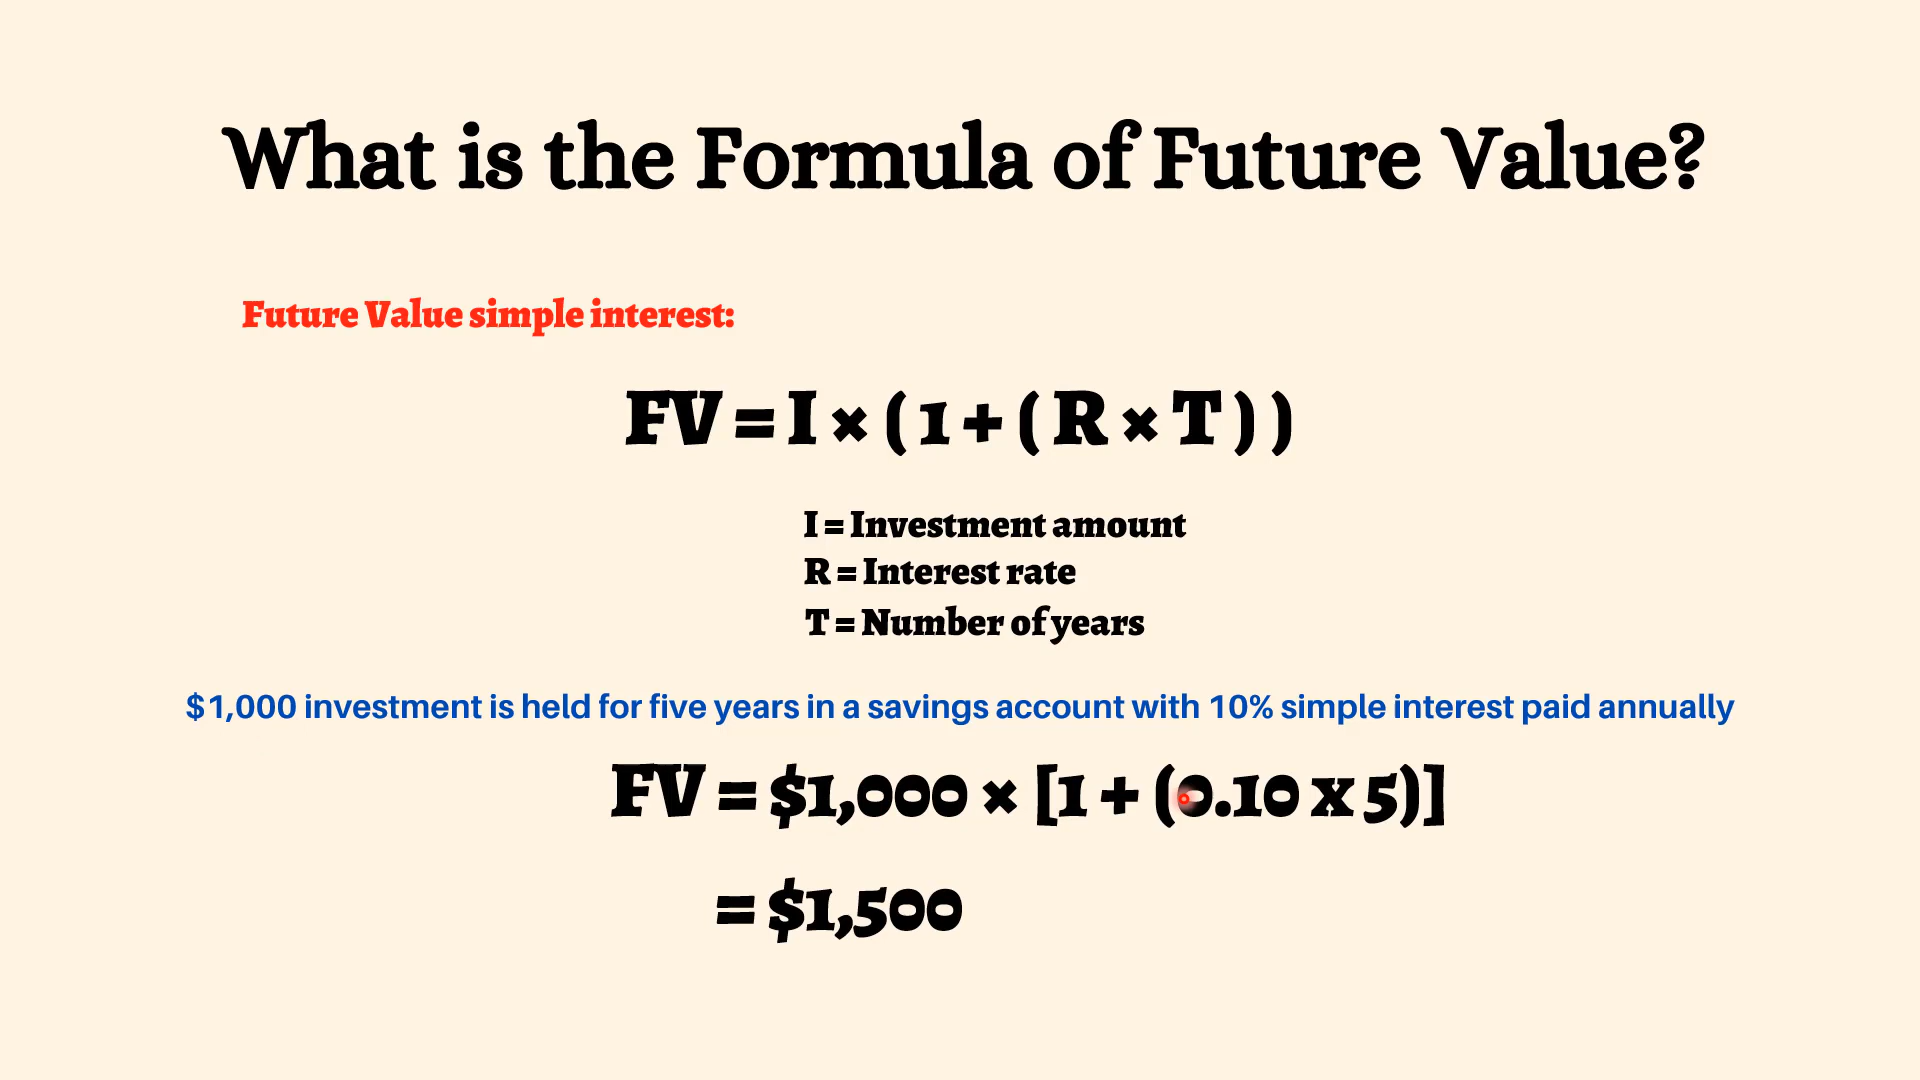 What is the Formula of Future Value?
Future Value simple interest:
FV = I × ( 1 + ( R × T ) )
I = Investment amount
R = Interest rate
T = Number of years
$1,000 investment is held for five years in a savings account with 10% simple interest paid annually
FV = $1,000 × [1 + (0.10 x 5)]
= $1,500